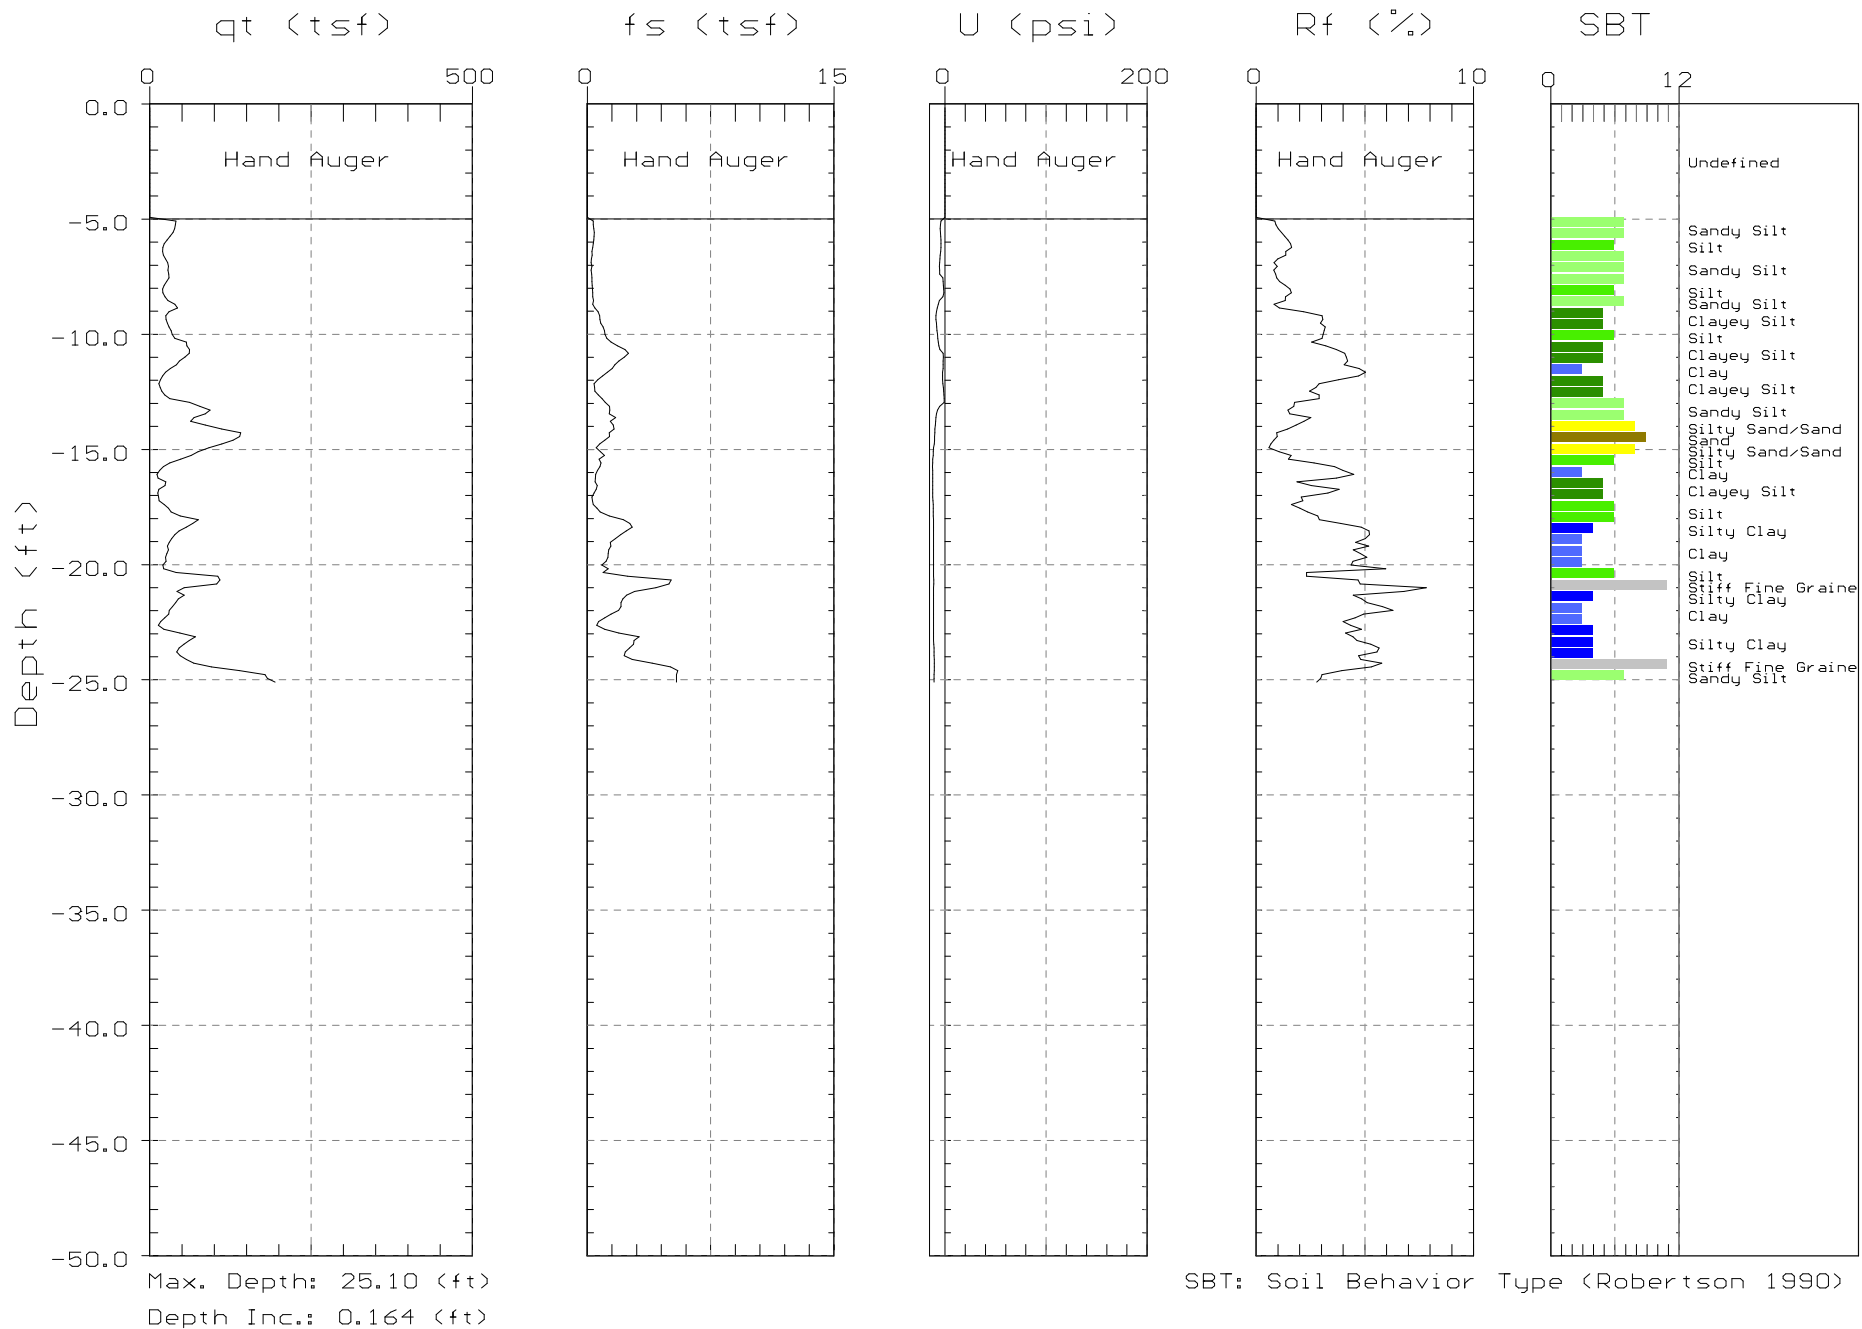 qt (tsf) fs (tsf) U (psi) Rf (%) SBT
0 500 0 15 0 200 0 10 0 12
0.0
Hand Auger Hand Auger Hand Auger Hand Auger Undefined
-5.0
Sandy Silt
Silt
Sandy Silt
Silt
Sandy Silt
Clayey Silt
-10.0 Silt
Clayey Silt
Clay
Clayey Silt
Sandy Silt
Silty Sand/Sand
Sand
-15.0 Silty Sand/Sand
Silt
Clay
Clayey Silt
Silt
Silty Clay
Clay
-20.0
Silt
Stiff Fine Graine
Silty Clay
Clay
Silty Clay
Stiff Fine Graine
-25.0 Sandy Silt
Depth (ft)
-30.0
-35.0
-40.0
-45.0
-50.0
Max. Depth: 25.10 (ft) SBT: Soil Behavior Type (Robertson 1990)
Depth Inc.: 0.164 (ft)